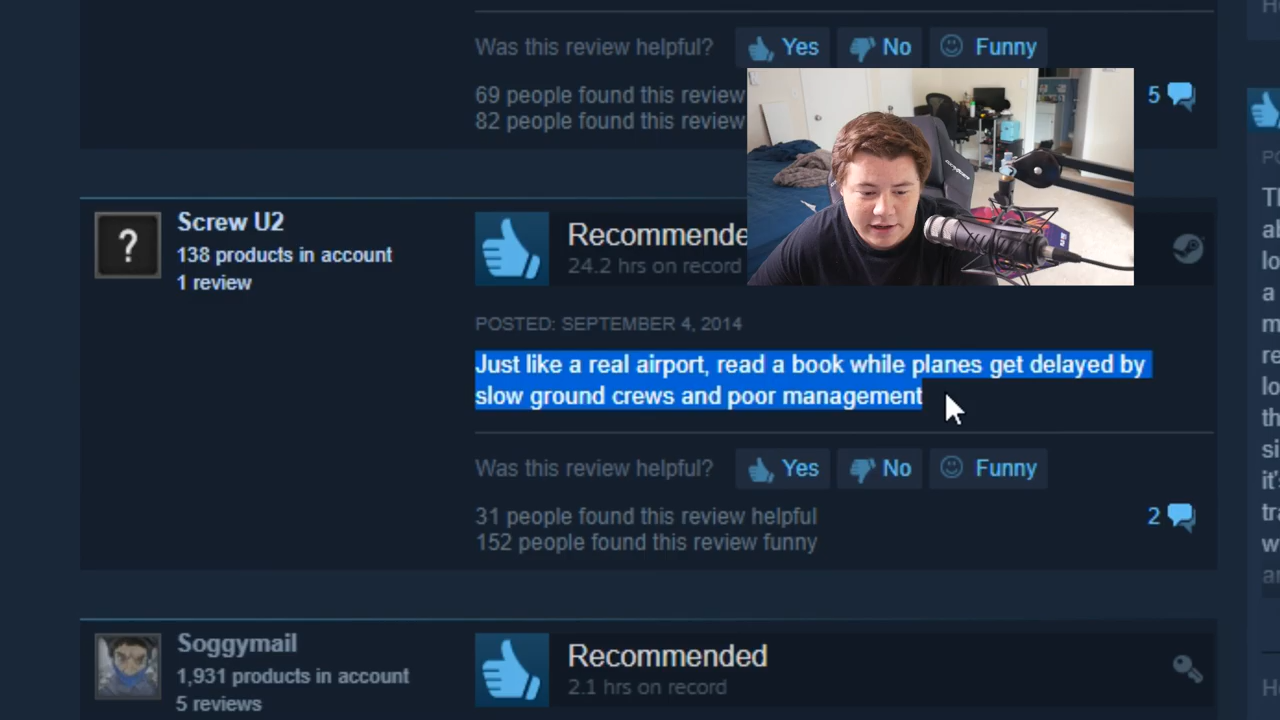 Was this review helpful? Yes No Funny
69 people found this review
82 people found this review
5
Screw U2
138 products in account
1 review
Recommende
24.2 hrs on record
POSTED: SEPTEMBER 4, 2014
Just like a real airport, read a book while planes get delayed by
slow ground crews and poor management
Was this review helpful? Yes No Funny
31 people found this review helpful
152 people found this review funny
2
Soggymail
1,931 products in account
5 reviews
Recommended
2.1 hrs on record